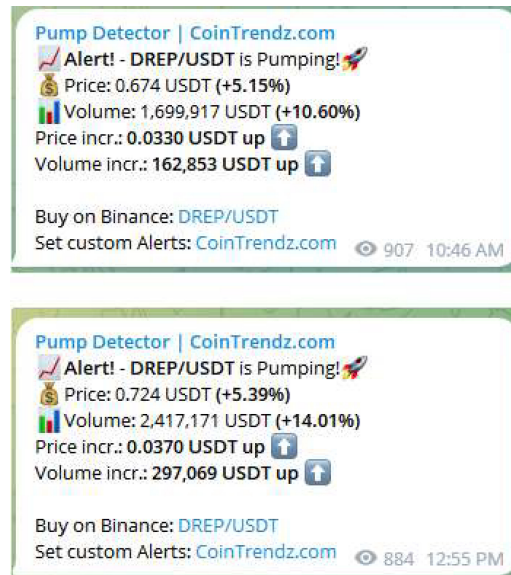 Pump Detector | CoinTrendz.com
📈 Alert! - DREP/USDT is Pumping!🚀
💰 Price: 0.674 USDT (+5.15%)
📊 Volume: 1,699,917 USDT (+10.60%)
Price incr.: 0.0330 USDT up ⬆️
Volume incr.: 162,853 USDT up ⬆️
Buy on Binance: DREP/USDT
Set custom Alerts: CoinTrendz.com 907 10:46 AM
Pump Detector | CoinTrendz.com
📈 Alert! - DREP/USDT is Pumping!🚀
💰 Price: 0.724 USDT (+5.39%)
📊 Volume: 2,417,171 USDT (+14.01%)
Price incr.: 0.0370 USDT up ⬆️
Volume incr.: 297,069 USDT up ⬆️
Buy on Binance: DREP/USDT
Set custom Alerts: CoinTrendz.com 884 12:55 PM